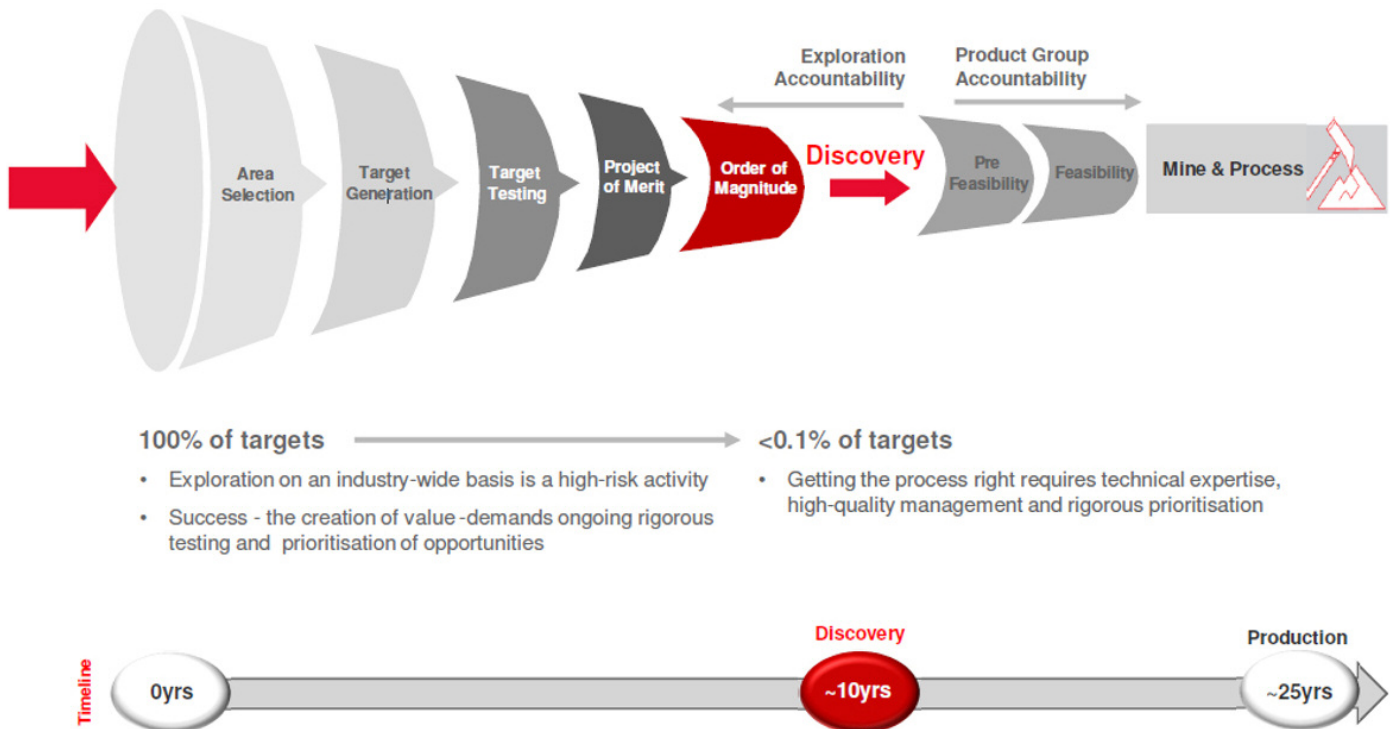 Exploration
Accountability
Product Group
Accountability
Area
Selection
Target
Generation
Target
Testing
Project
of Merit
Order of
Magnitude
Discovery
Pre
Feasibility
Feasibility
Mine & Process
100% of targets
• Exploration on an industry-wide basis is a high-risk activity
• Success - the creation of value -demands ongoing rigorous
testing and prioritisation of opportunities
<0.1% of targets
• Getting the process right requires technical expertise,
high-quality management and rigorous prioritisation
Timeline
0yrs
Discovery
~10yrs
Production
~25yrs